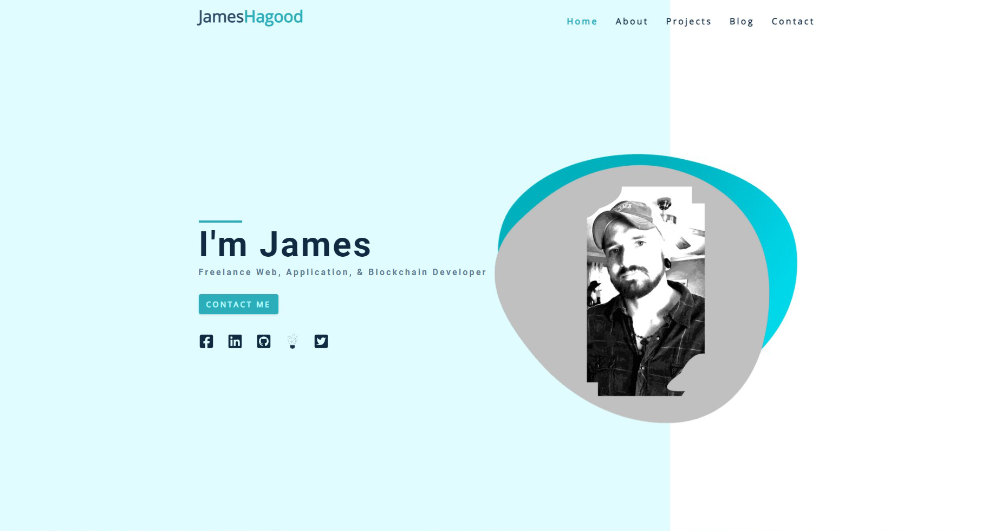 JamesHagood
Home About Projects Blog Contact
I'm James
Freelance Web, Application, & Blockchain Developer
CONTACT ME